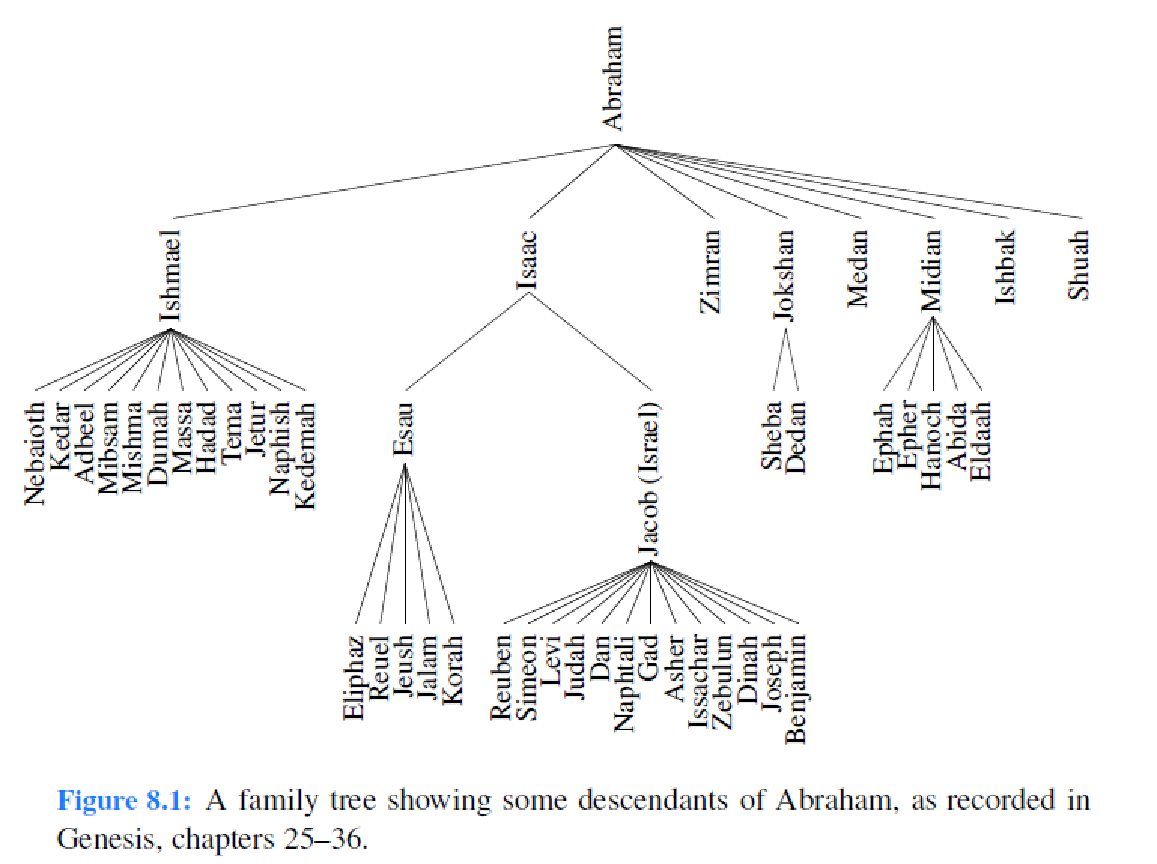 Abraham
Ishmael
Isaac
Zimran
Jokshan
Medan
Midian
Ishbak
Shuah
Nebaioth
Kedar
Adbeel
Mibsam
Mishma
Dumah
Massa
Hadad
Tema
Jetur
Naphish
Kedemah
Esau
Jacob (Israel)
Sheba
Dedan
Ephah
Epher
Hanoch
Abida
Eldaah
Eliphaz
Reuel
Jeush
Jalam
Korah
Reuben
Simeon
Levi
Judah
Dan
Naphtali
Gad
Asher
Issachar
Zebulun
Dinah
Joseph
Benjamin
Figure 8.1: A family tree showing some descendants of Abraham, as recorded in
Genesis, chapters 25–36.